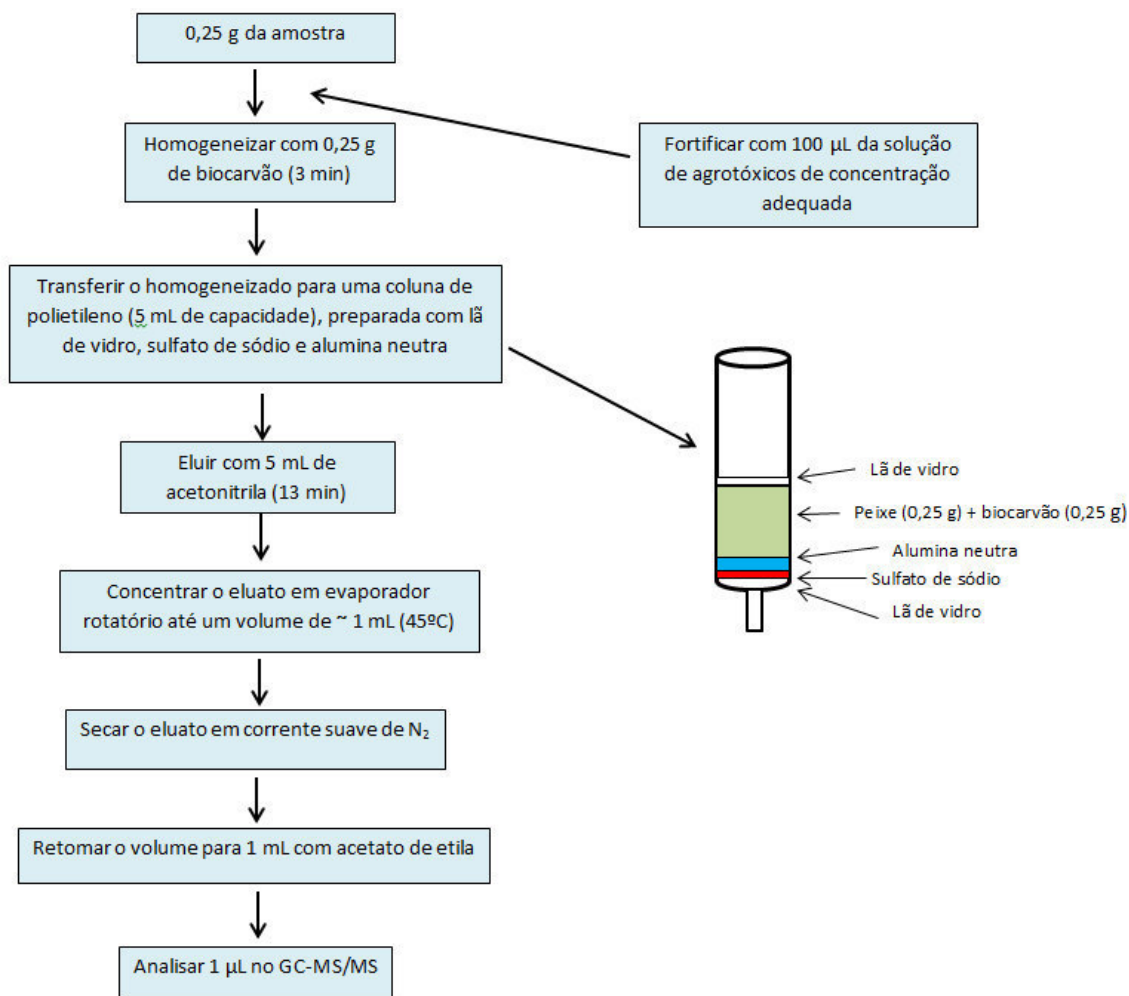 0,25 g da amostra
Homogeneizar com 0,25 g
de biocarvão (3 min)
Fortificar com 100 µL da solução
de agrotóxicos de concentração
adequada
Transferir o homogeneizado para uma coluna de
polietileno (5 mL de capacidade), preparada com lã
de vidro, sulfato de sódio e alumina neutra
Eluir com 5 mL de
acetonitrila (13 min)
Concentrar o eluato em evaporador
rotatório até um volume de ~ 1 mL (45ºC)
Secar o eluato em corrente suave de N₂
Retomar o volume para 1 mL com acetato de etila
Analisar 1 µL no GC-MS/MS
Lã de vidro
Peixe (0,25 g) + biocarvão (0,25 g)
Alumina neutra
Sulfato de sódio
Lã de vidro